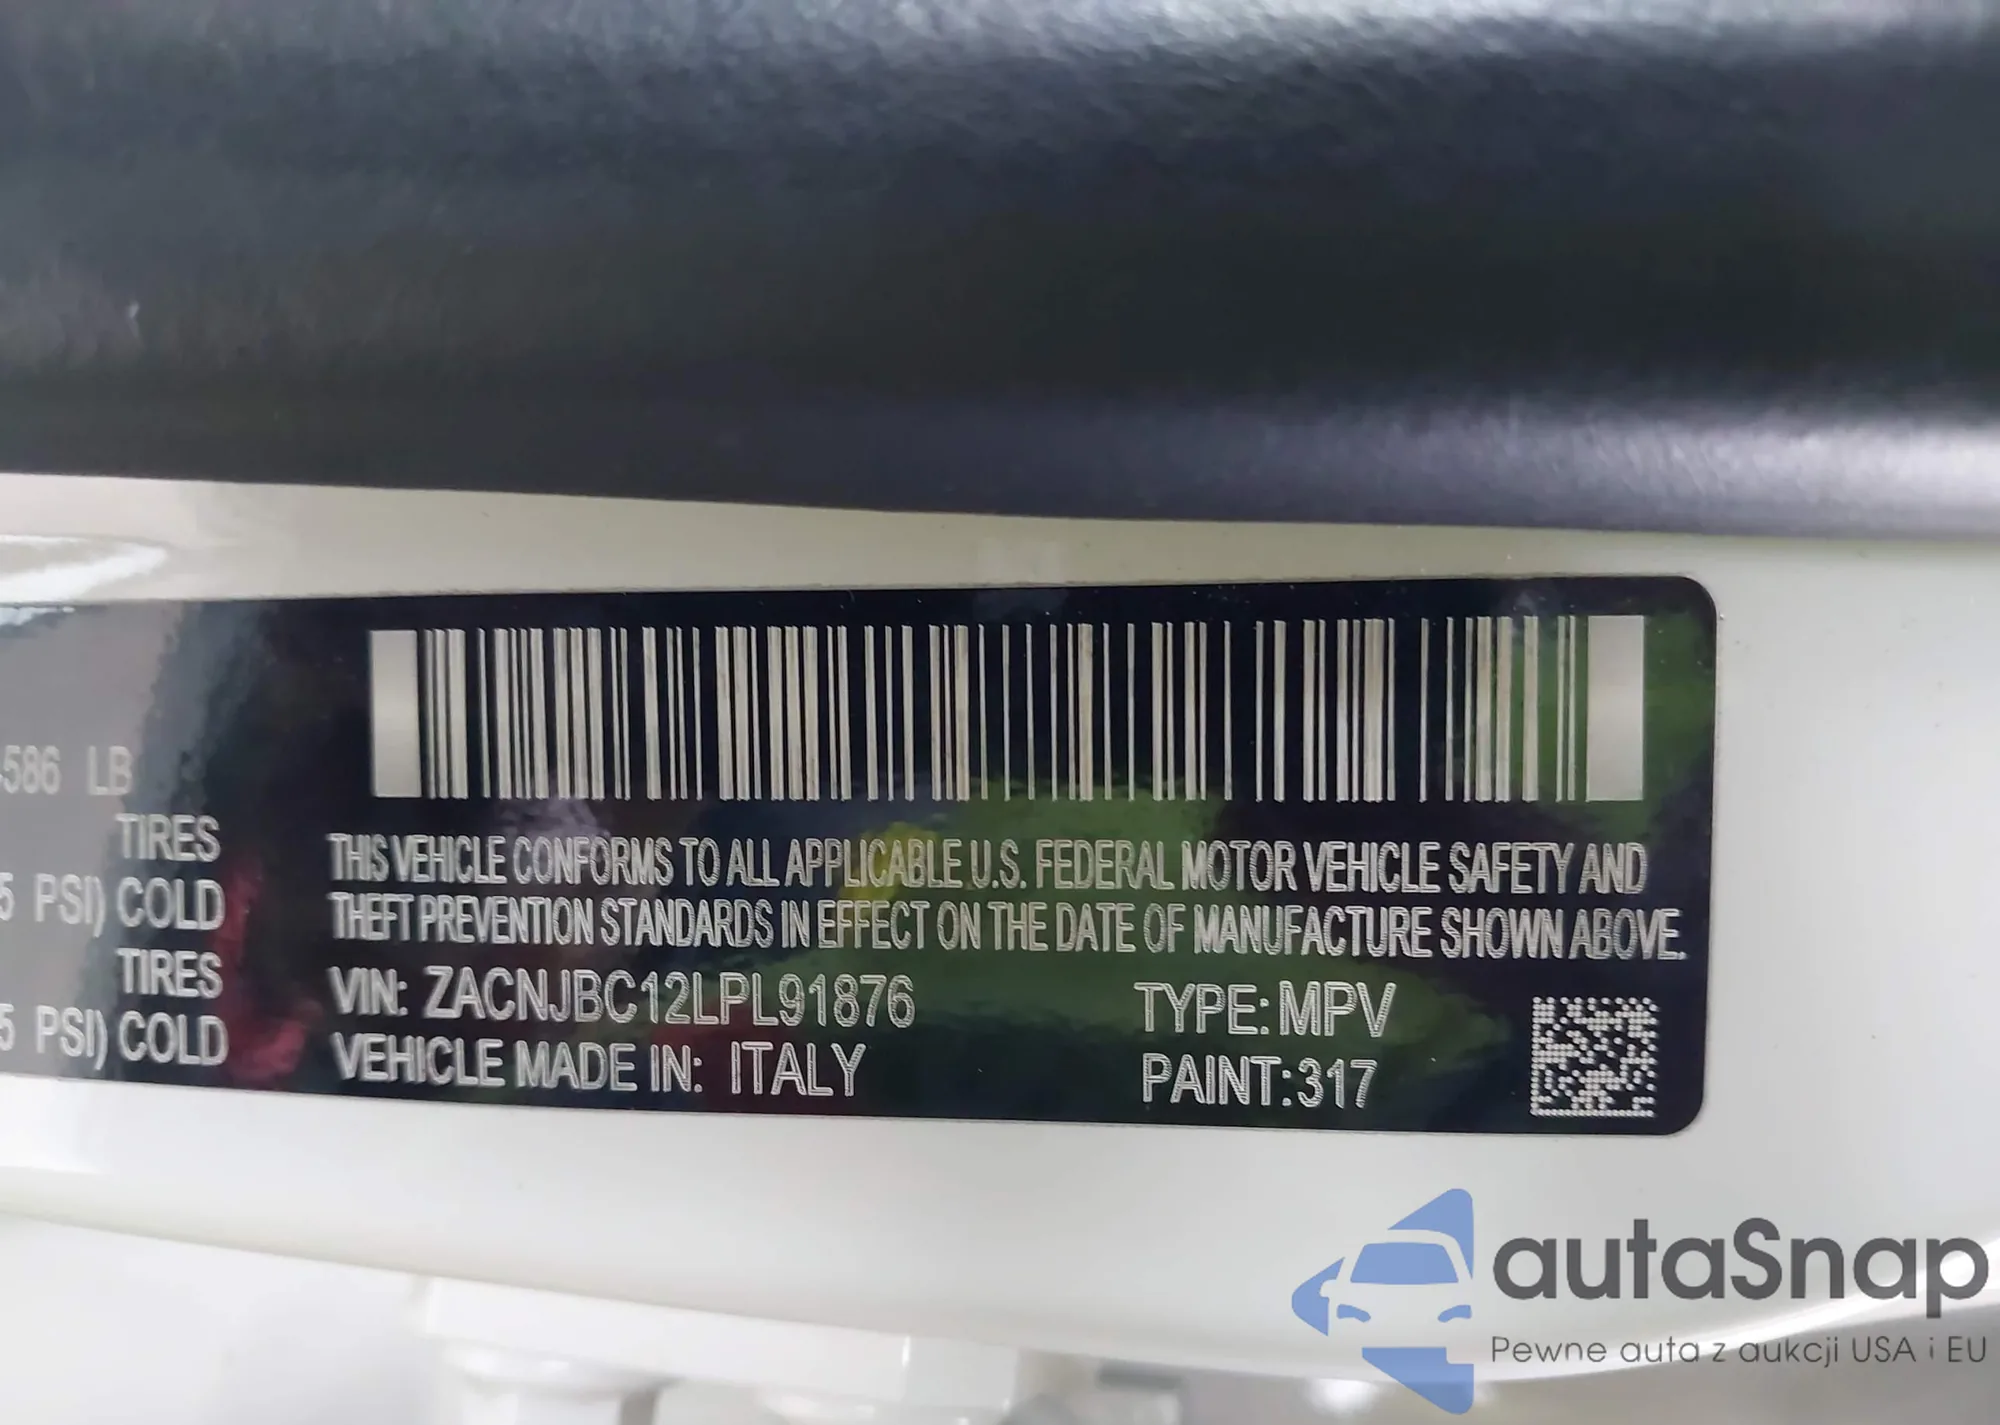 586 LB
TIRES
5 PSI) COLD
TIRES
5 PSI) COLD
THIS VEHICLE CONFORMS TO ALL APPLICABLE U.S. FEDERAL MOTOR VEHICLE SAFETY AND
THEFT PREVENTION STANDARDS IN EFFECT ON THE DATE OF MANUFACTURE SHOWN ABOVE.
VIN: ZACNJBC12LPL91876
TYPE: MPV
VEHICLE MADE IN: ITALY
PAINT: 317
autaSnap
Pewne auta z aukcji USA i EU